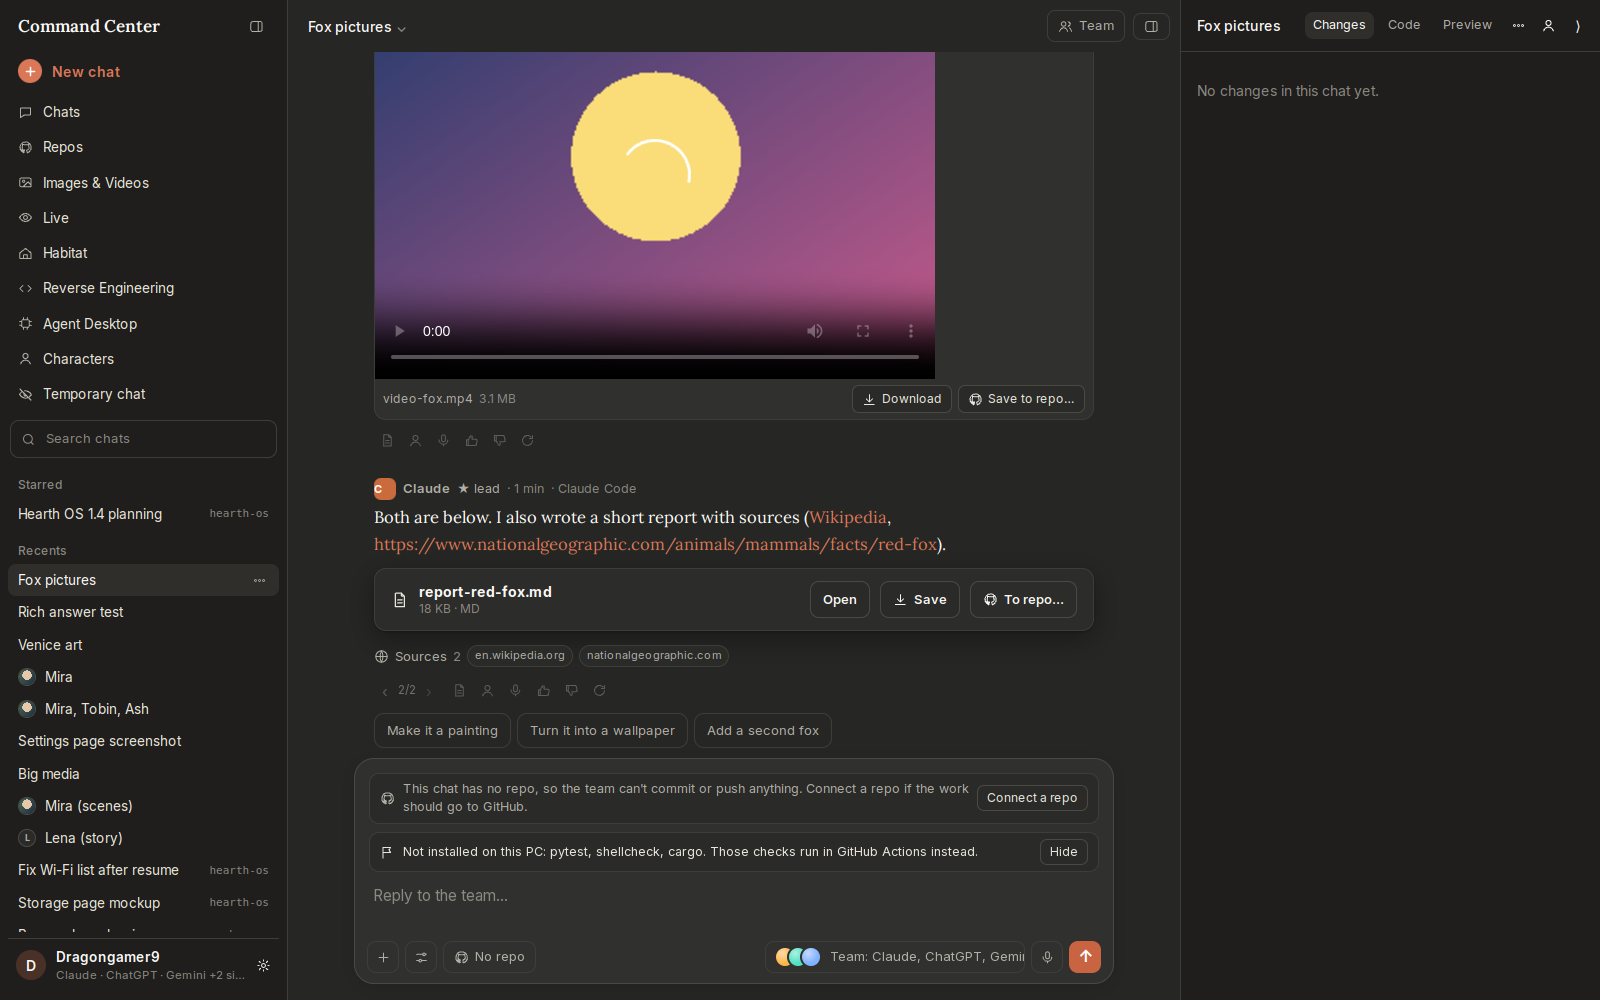 Command Center
New chat
Chats
Repos
Images & Videos
Live
Habitat
Reverse Engineering
Agent Desktop
Characters
Temporary chat
Search chats
Starred
Hearth OS 1.4 planning hearth-os
Recents
Fox pictures
Rich answer test
Venice art
Mira
Mira, Tobin, Ash
Settings page screenshot
Big media
Mira (scenes)
L Lena (story)
Fix Wi-Fi list after resume hearth-os
Storage page mockup hearth-os
D Dragongamer9
Claude · ChatGPT · Gemini +2 si...
Fox pictures
Team
0:00
video-fox.mp4 3.1 MB
Download
Save to repo...
C Claude ★ lead · 1 min · Claude Code
Both are below. I also wrote a short report with sources (Wikipedia,
https://www.nationalgeographic.com/animals/mammals/facts/red-fox).
report-red-fox.md
18 KB · MD
Open
Save
To repo...
Sources 2 en.wikipedia.org nationalgeographic.com
2/2
Make it a painting
Turn it into a wallpaper
Add a second fox
This chat has no repo, so the team can't commit or push anything. Connect a repo if the work
should go to GitHub.
Connect a repo
Not installed on this PC: pytest, shellcheck, cargo. Those checks run in GitHub Actions instead.
Hide
Reply to the team...
No repo
Team: Claude, ChatGPT, Gemi
Fox pictures
Changes
Code
Preview
No changes in this chat yet.